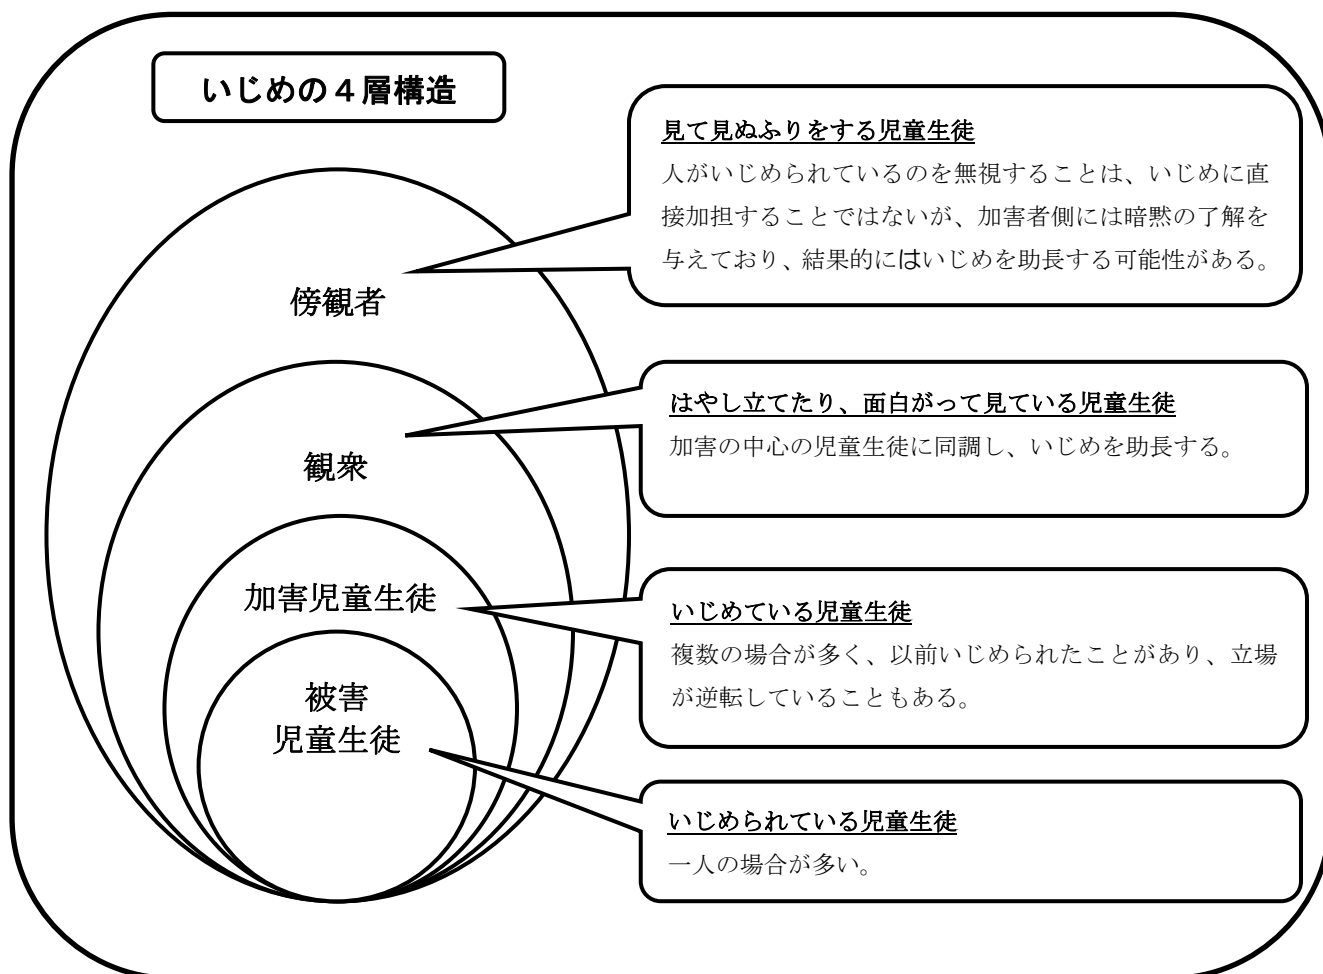 いじめの４層構造
見て見ぬふりをする児童生徒
人がいじめられているのを無視することは、いじめに直
接加担することではないが、加害者側には暗黙の了解を
与えており、結果的にはいじめを助長する可能性がある。
傍観者
はやし立てたり、面白がって見ている児童生徒
加害の中心の児童生徒に同調し、いじめを助長する。
観衆
いじめている児童生徒
複数の場合が多く、以前いじめられたことがあり、立場
が逆転していることもある。
加害児童生徒
被害
児童生徒
いじめられている児童生徒
一人の場合が多い。